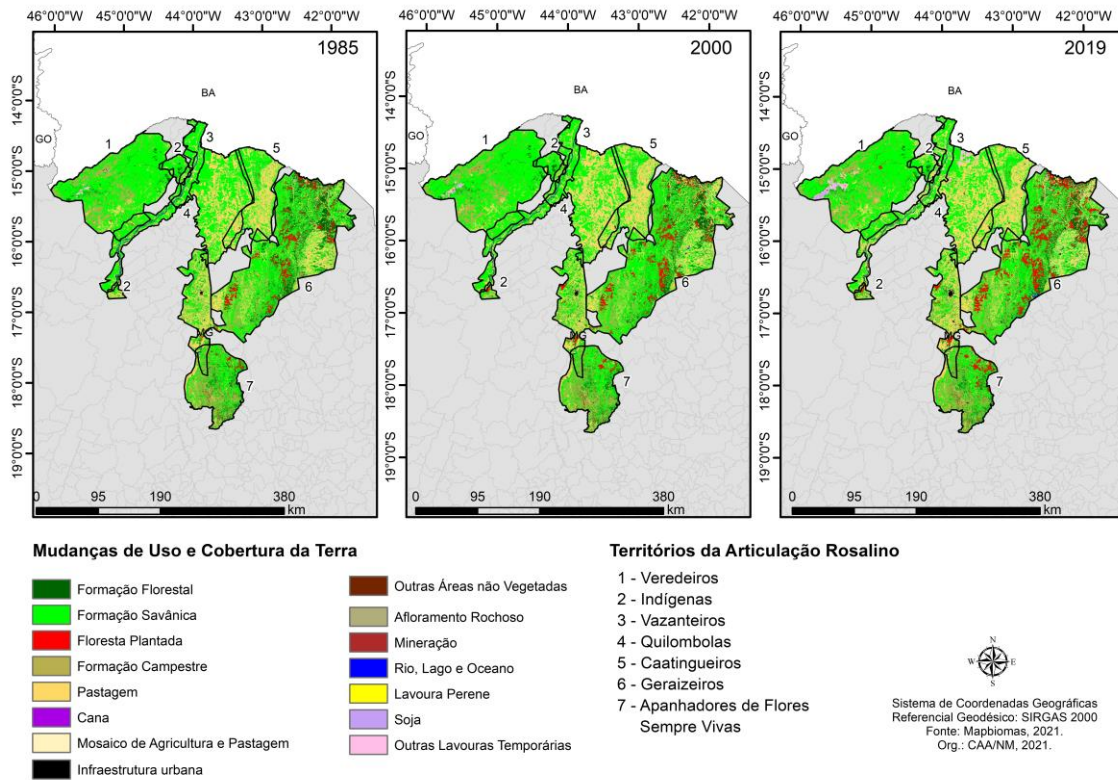 46°0'0"W 45°0'0"W 44°0'0"W 43°0'0"W 42°0'0"W
46°0'0"W 45°0'0"W 44°0'0"W 43°0'0"W 42°0'0"W
46°0'0"W 45°0'0"W 44°0'0"W 43°0'0"W 42°0'0"W
14°0'0"S
15°0'0"S
16°0'0"S
17°0'0"S
18°0'0"S
19°0'0"S
1985
BA
GO
1
2
3
5
4
2
6
MG
7
0 95 190 380
km
14°0'0"S
15°0'0"S
16°0'0"S
17°0'0"S
18°0'0"S
19°0'0"S
2000
BA
GO
1
2
3
5
4
2
6
MG
7
0 95 190 380
km
14°0'0"S
15°0'0"S
16°0'0"S
17°0'0"S
18°0'0"S
19°0'0"S
2019
BA
GO
1
2
3
5
4
2
6
MG
7
0 95 190 380
km
Mudanças de Uso e Cobertura da Terra
Formação Florestal
Formação Savânica
Floresta Plantada
Formação Campestre
Pastagem
Cana
Mosaico de Agricultura e Pastagem
Infraestrutura urbana
Outras Áreas não Vegetadas
Afloramento Rochoso
Mineração
Rio, Lago e Oceano
Lavoura Perene
Soja
Outras Lavouras Temporárias
Territórios da Articulação Rosalino
1 - Veredeiros
2 - Indígenas
3 - Vazanteiros
4 - Quilombolas
5 - Caatingueiros
6 - Geraizeiros
7 - Apanhadores de Flores
Sempre Vivas
N
W E
S
Sistema de Coordenadas Geográficas
Referencial Geodésico: SIRGAS 2000
Fonte: Mapbiomas, 2021.
Org.: CAA/NM, 2021.